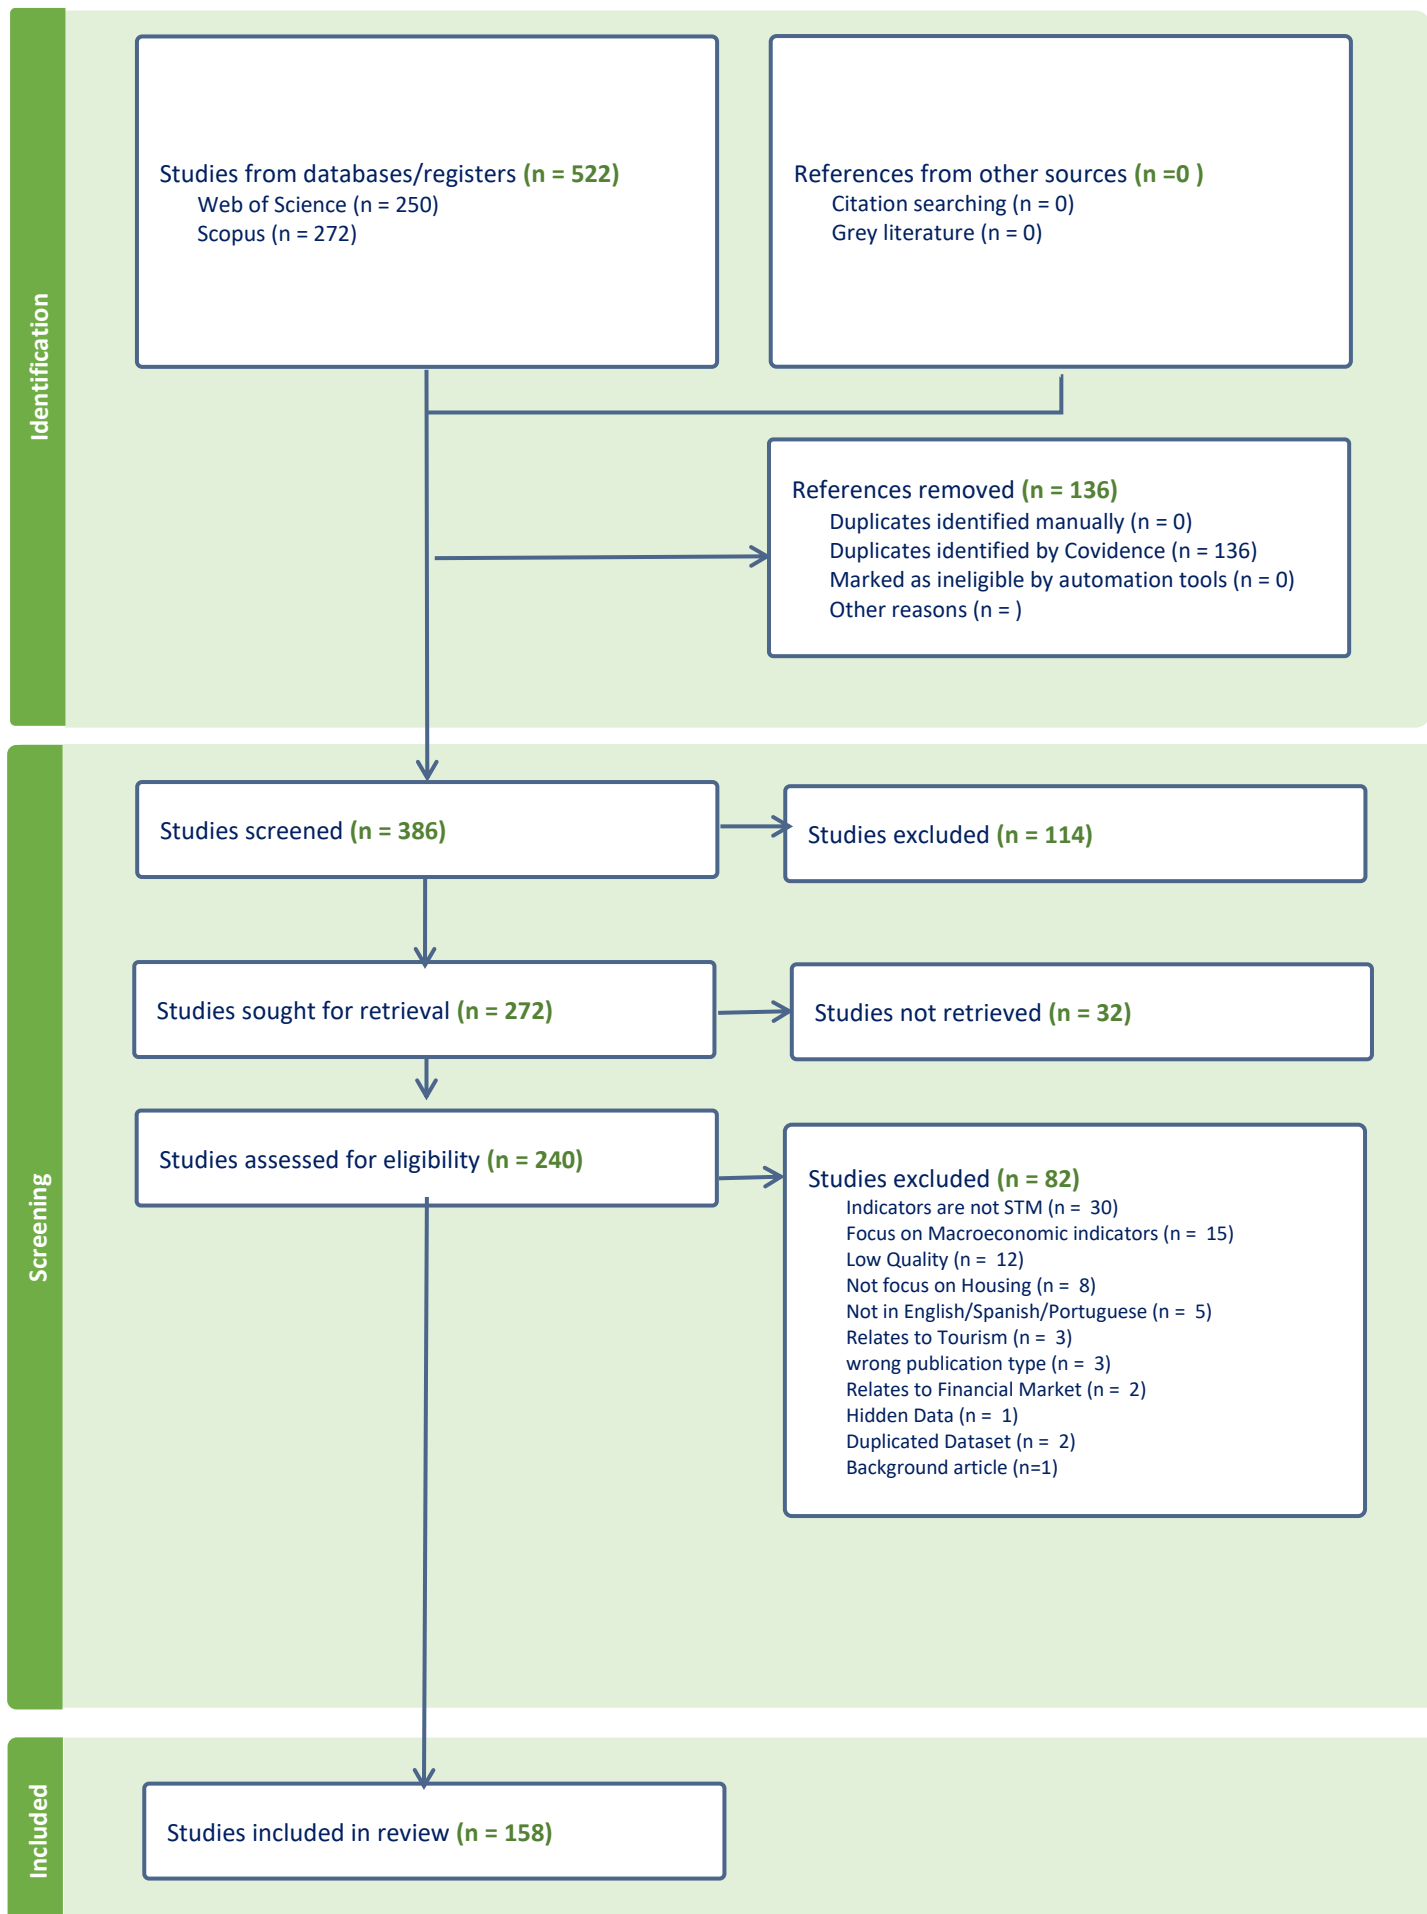 Identification
Studies from databases/registers (n = 522)
Web of Science (n = 250)
Scopus (n = 272)
References from other sources (n =0 )
Citation searching (n = 0)
Grey literature (n = 0)
References removed (n = 136)
Duplicates identified manually (n = 0)
Duplicates identified by Covidence (n = 136)
Marked as ineligible by automation tools (n = 0)
Other reasons (n = )
Screening
Studies screened (n = 386)
Studies excluded (n = 114)
Studies sought for retrieval (n = 272)
Studies not retrieved (n = 32)
Studies assessed for eligibility (n = 240)
Studies excluded (n = 82)
Indicators are not STM (n =  30)
Focus on Macroeconomic indicators (n =  15)
Low Quality (n =  12)
Not focus on Housing (n =  8)
Not in English/Spanish/Portuguese (n =  5)
Relates to Tourism (n =  3)
wrong publication type (n =  3)
Relates to Financial Market (n =  2)
Hidden Data (n =  1)
Duplicated Dataset (n =  2)
Background article (n=1)
Included
Studies included in review (n = 158)